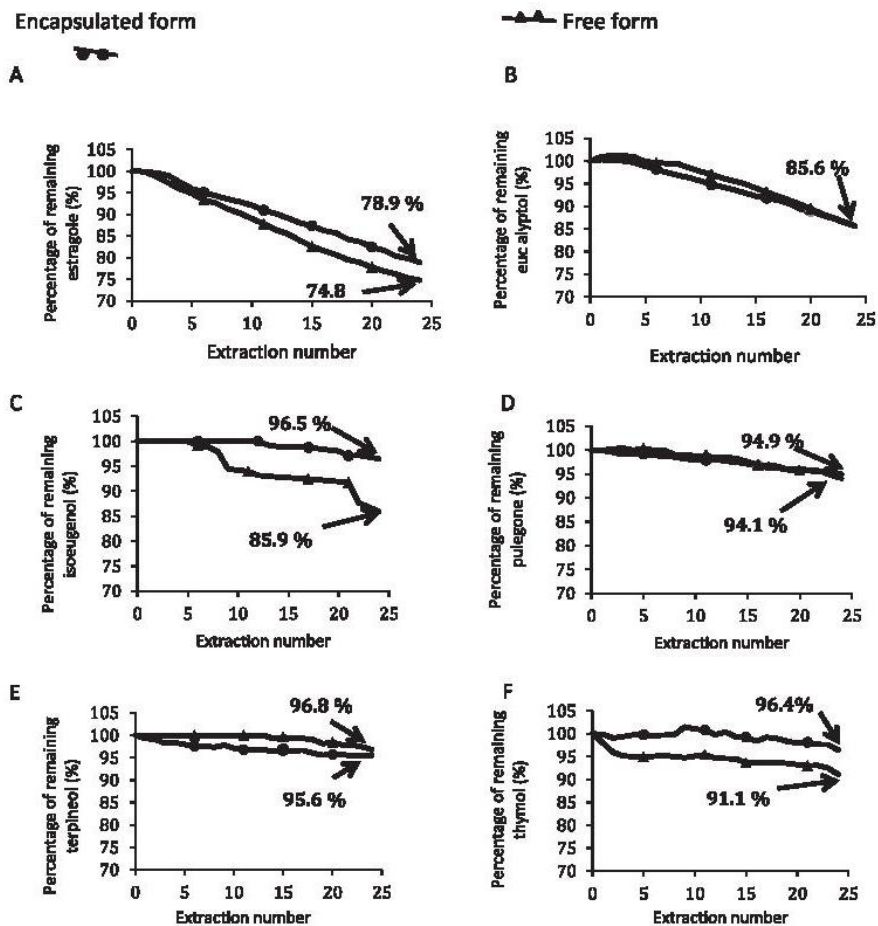 Encapsulated form
Free form
A
Percentage of remaining
estragole (%)
105
100
95
90
85
80
75
70
78.9 %
74.8
0 5 10 15 20 25
Extraction number
B
Percentage of remaining
euc alyptol (%)
105
100
95
90
85
80
75
70
85.6 %
0 5 10 15 20 25
Extraction number
C
Percentage of remaining
isoeugenol (%)
105
100
95
90
85
80
75
70
96.5 %
85.9 %
0 5 10 15 20 25
Extraction number
D
Percentage of remaining
pulegone (%)
105
100
95
90
85
80
75
70
94.9 %
94.1 %
0 5 10 15 20 25
Extraction number
E
Percentage of remaining
terpineol (%)
105
100
95
90
85
80
75
70
96.8 %
95.6 %
0 5 10 15 20 25
Extraction number
F
Percentage of remaining
thymol (%)
105
100
95
90
85
80
75
70
96.4%
91.1 %
0 5 10 15 20 25
Extraction number